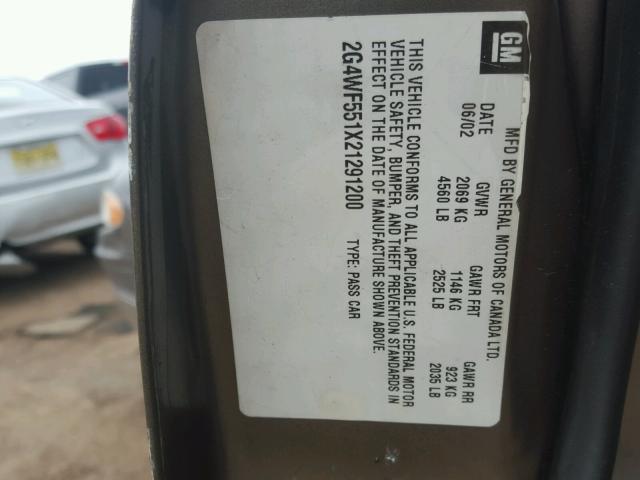 GM
MFD BY GENERAL MOTORS OF CANADA LTD.
DATE GVWR GAWR FRT GAWR RR
06/02 2069 KG 1146 KG 923 KG
4560 LB 2525 LB 2035 LB
THIS VEHICLE CONFORMS TO ALL APPLICABLE U.S. FEDERAL MOTOR
VEHICLE SAFETY, BUMPER, AND THEFT PREVENTION STANDARDS IN
EFFECT ON THE DATE OF MANUFACTURE SHOWN ABOVE.
2G4WF551X21291200 TYPE: PASS CAR